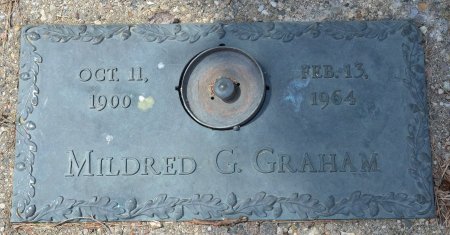 OCT. 11,
1900
FEB. 13,
1964
MILDRED G. GRAHAM